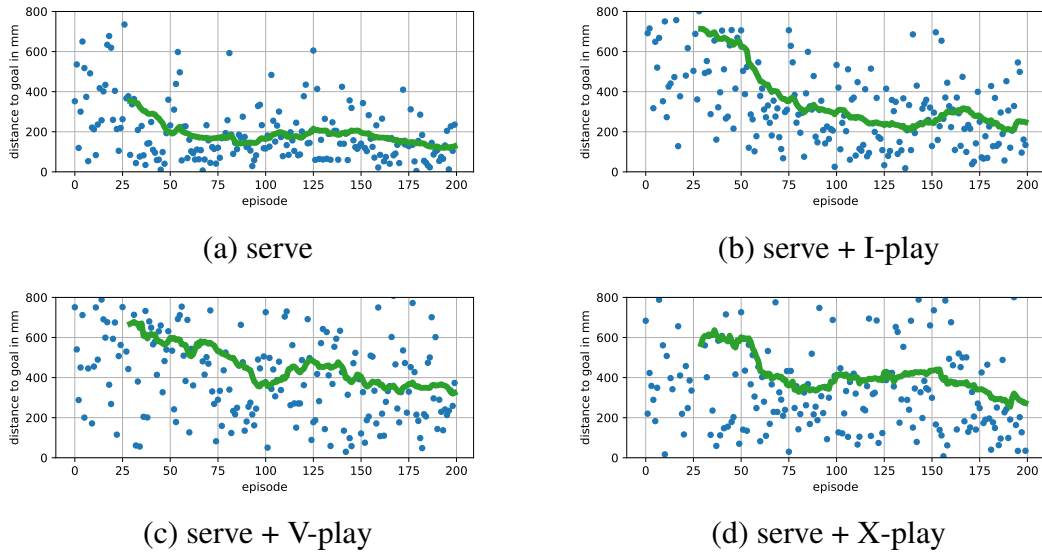 800
600
400
200
0
distance to goal in mm
0 25 50 75 100 125 150 175 200
episode
(a) serve
800
600
400
200
0
distance to goal in mm
0 25 50 75 100 125 150 175 200
episode
(b) serve + I-play
800
600
400
200
0
distance to goal in mm
0 25 50 75 100 125 150 175 200
episode
(c) serve + V-play
800
600
400
200
0
distance to goal in mm
0 25 50 75 100 125 150 175 200
episode
(d) serve + X-play